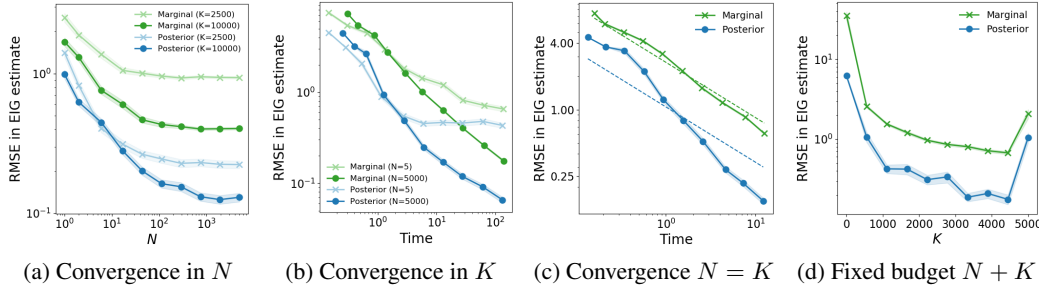 RMSE in EIG estimate
10⁰
10⁻¹
Marginal (K=2500)
Marginal (K=10000)
Posterior (K=2500)
Posterior (K=10000)
10⁰ 10¹ 10² 10³
N
(a) Convergence in N
RMSE in EIG estimate
10⁰
10⁻¹
Marginal (N=5)
Marginal (N=5000)
Posterior (N=5)
Posterior (N=5000)
10⁰ 10¹ 10²
Time
(b) Convergence in K
RMSE in EIG estimate
4.00
1.00
0.25
Marginal
Posterior
10⁰ 10¹
Time
(c) Convergence N = K
RMSE in EIG estimate
10¹
10⁰
Marginal
Posterior
0 1000 2000 3000 4000 5000
K
(d) Fixed budget N + K